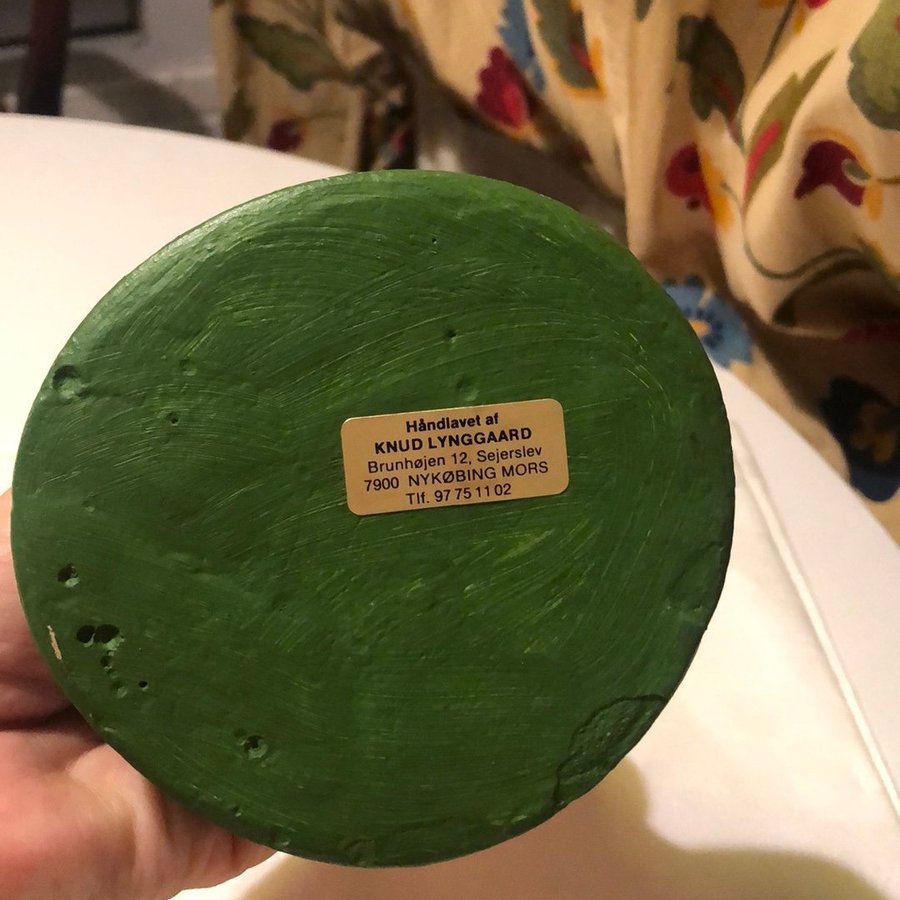 Håndlavet af
KNUD LYNGGAARD
Brunhøjen 12, Sejerslev
7900 NYKØBING MORS
Tlf. 97 75 11 02